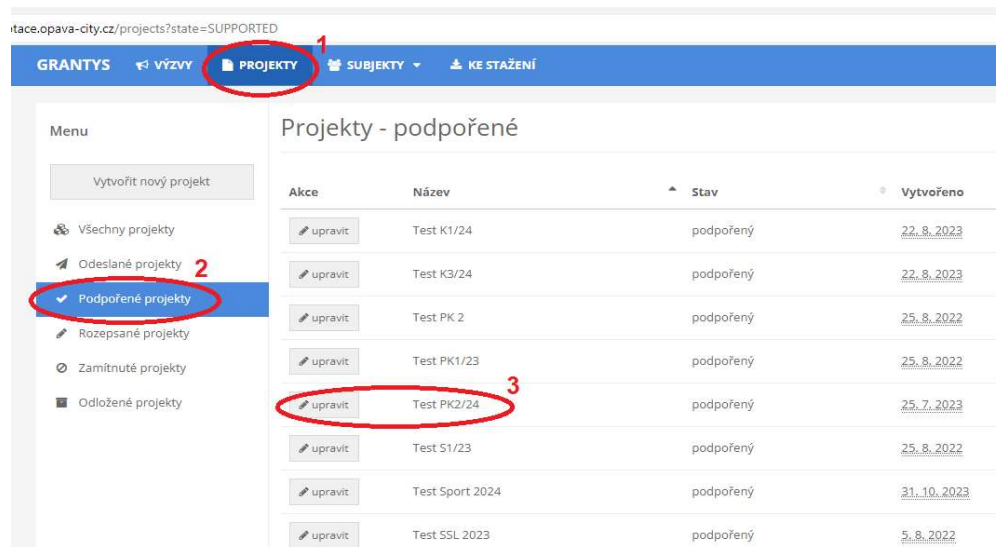 tace.opava-city.cz/projects?state=SUPPORTED
1
GRANTYS VÝZVY PROJEKTY SUBJEKTY KE STAŽENÍ
Menu
Projekty - podpořené
Vytvořit nový projekt
Akce Název Stav Vytvořeno
Všechny projekty
upravit Test K1/24 podpořený 22. 8. 2023
Odeslané projekty 2
upravit Test K3/24 podpořený 22. 8. 2023
Podpořené projekty
upravit Test PK 2 podpořený 25. 8. 2022
Rozepsané projekty
upravit Test PK1/23 podpořený 25. 8. 2022
Zamítnuté projekty
3
upravit Test PK2/24 podpořený 25. 7. 2023
Odložené projekty
upravit Test S1/23 podpořený 25. 8. 2022
upravit Test Sport 2024 podpořený 31. 10. 2023
upravit Test SSL 2023 podpořený 5. 8. 2022